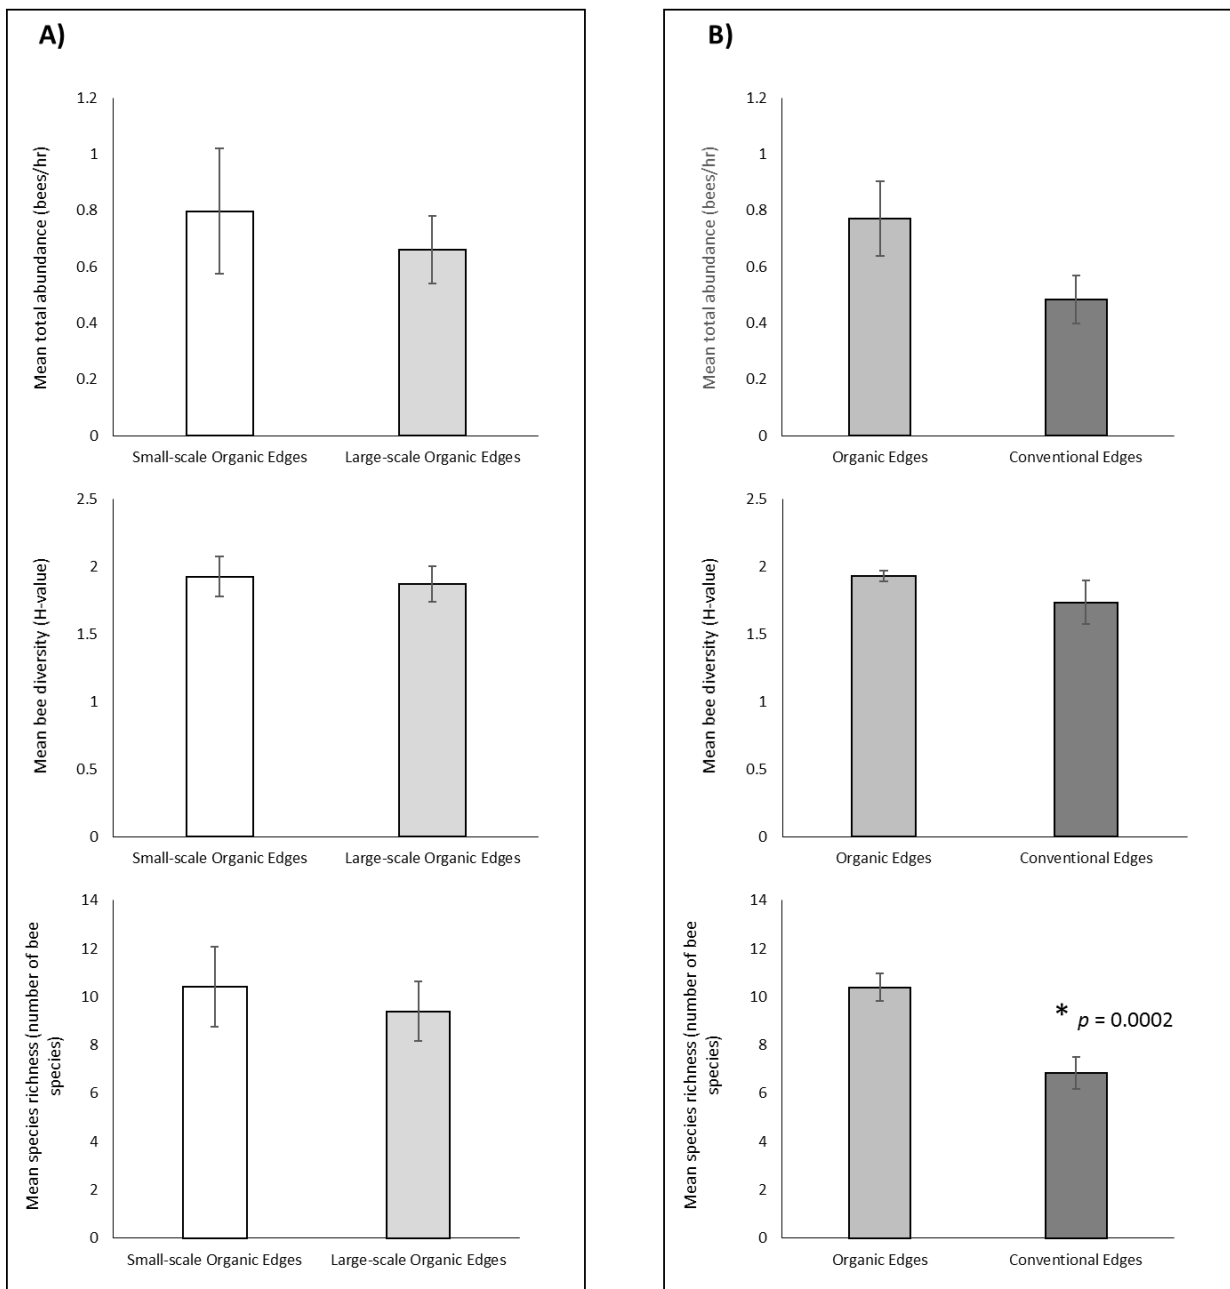 A)
Mean total abundance (bees/hr)
1.2
1
0.8
0.6
0.4
0.2
0
Small-scale Organic Edges Large-scale Organic Edges
Mean bee diversity (H-value)
2.5
2
1.5
1
0.5
0
Small-scale Organic Edges Large-scale Organic Edges
Mean species richness (number of bee
species)
14
12
10
8
6
4
2
0
Small-scale Organic Edges Large-scale Organic Edges
B)
Mean total abundance (bees/hr)
1.2
1
0.8
0.6
0.4
0.2
0
Organic Edges Conventional Edges
Mean bee diversity (H-value)
2.5
2
1.5
1
0.5
0
Organic Edges Conventional Edges
Mean species richness (number of bee
species)
14
12
10
8
6
4
2
0
* p = 0.0002
Organic Edges Conventional Edges